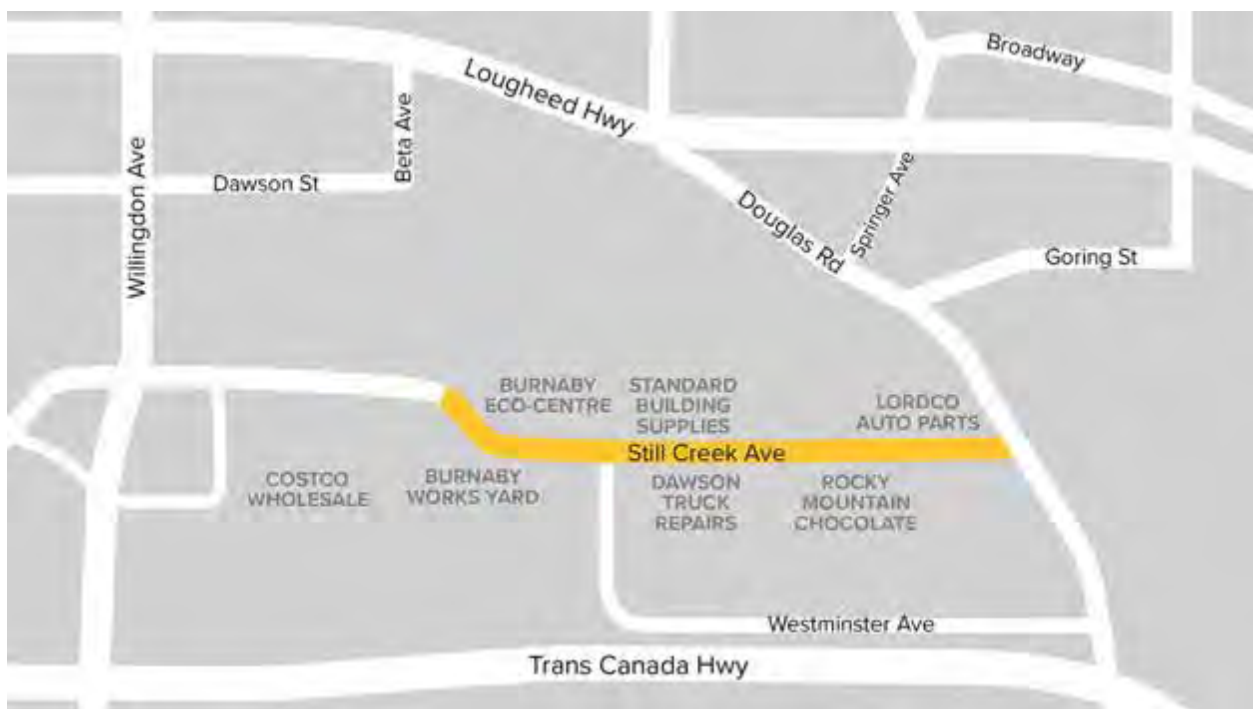 Broadway
Lougheed Hwy
Beta Ave
Willingdon Ave
Dawson St
Springer Ave
Douglas Rd
Goring St
BURNABY
ECO-CENTRE
STANDARD
BUILDING
SUPPLIES
LORDCO
AUTO PARTS
Still Creek Ave
COSTCO
WHOLESALE
BURNABY
WORKS YARD
DAWSON
TRUCK
REPAIRS
ROCKY
MOUNTAIN
CHOCOLATE
Westminster Ave
Trans Canada Hwy